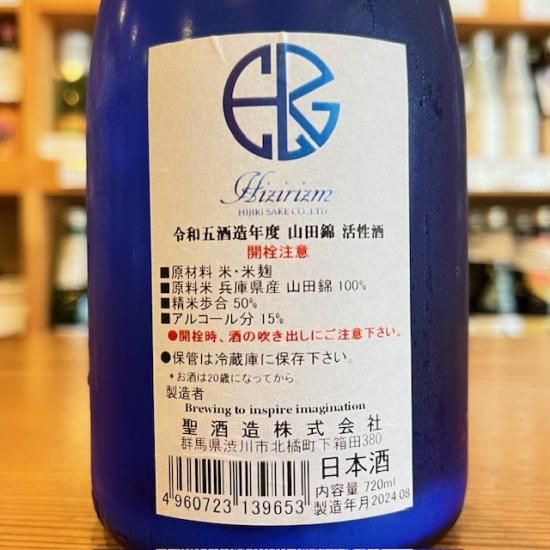 Hizirizm
HIJIRI SAKE CO.,LTD
令和五酒造年度 山田錦 活性酒
開栓注意
■原材料 米・米麹
■原料米 兵庫県産 山田錦 100%
■精米歩合 50%
■アルコール分 15%
●開栓時、酒の吹き出しにご注意下さい。
●保管は冷蔵庫に保存下さい。
*お酒は20歳になってから。
製造者
Brewing to inspire imagination
聖酒造株式会社
群馬県渋川市北橘町下箱田380
日本酒
内容量 720ml
製造年月2024.08
4960723 139653